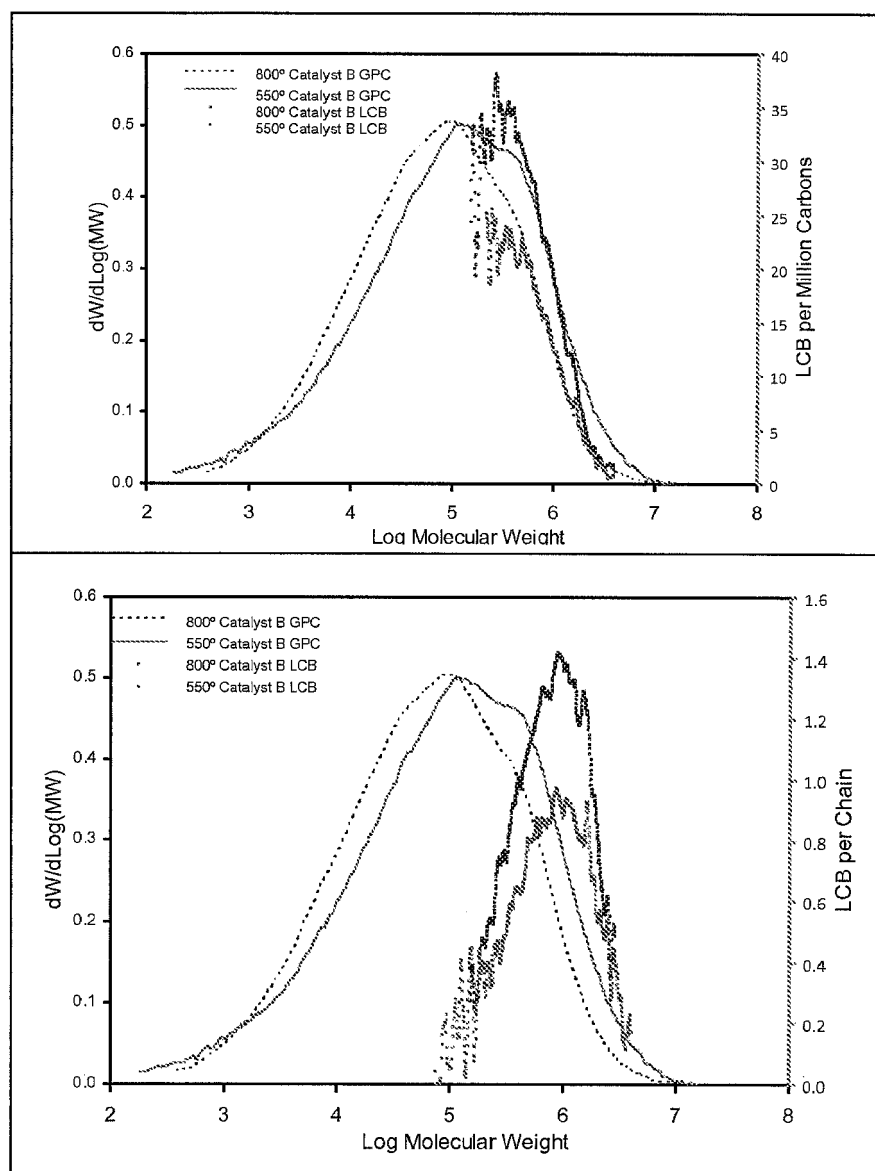 0.6
0.5
0.4
0.3
0.2
0.1
0.0
dW/dLog(MW)
800° Catalyst B GPC
550° Catalyst B GPC
800° Catalyst B LCB
550° Catalyst B LCB
40
35
30
25
20
15
10
5
0
LCB per Million Carbons
2 3 4 5 6 7 8
Log Molecular Weight
0.6
0.5
0.4
0.3
0.2
0.1
0.0
dW/dLog(MW)
800° Catalyst B GPC
550° Catalyst B GPC
800° Catalyst B LCB
550° Catalyst B LCB
1.6
1.4
1.2
1.0
0.8
0.6
0.4
0.2
0.0
LCB per Chain
2 3 4 5 6 7 8
Log Molecular Weight